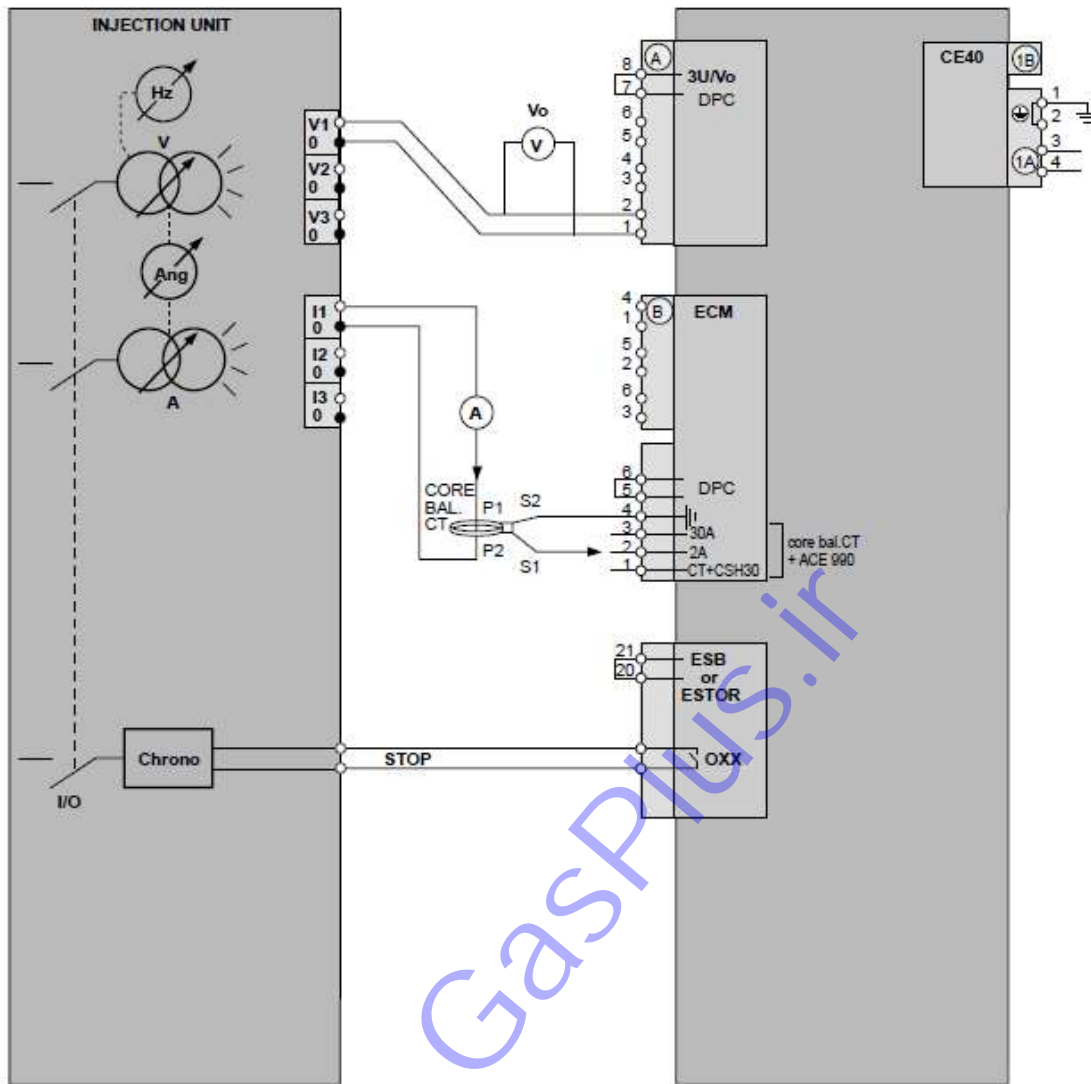 INJECTION UNIT
Hz
V
Ang
A
V1
0
V2
0
V3
0
I1
0
I2
0
I3
0
Vo
V
A
CORE
BAL.
CT
P1
P2
S2
S1
Chrono
I/O
STOP
A
8
7
6
5
4
3
2
1
3U/Vo
DPC
B
4
1
5
2
6
3
ECM
6
5
4
3
2
1
DPC
30A
2A
CT+CSH30
core bal.CT
+ ACE 990
21
20
ESB
or
ESTOR
OXX
CE40
1B
1
2
3
4
1A
GasPlus.ir